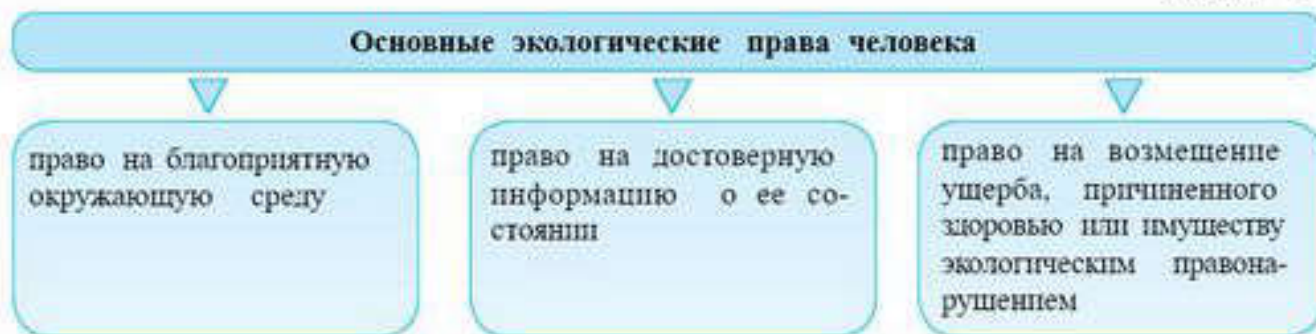 Основные экологические права человека
право на благоприятную
окружающую среду
право на достоверную
информацию о ее со-
стоянии
право на возмещение
ущерба, причиненного
здоровью или имуществу
экологическим правона-
рушением